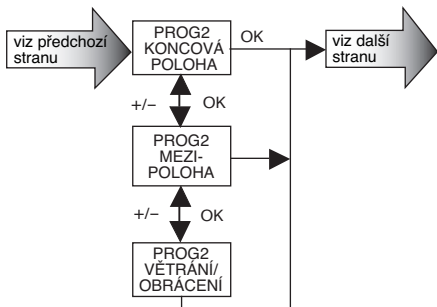 viz předchozí
stranu
PROG2
KONCOVÁ
POLOHA
OK
viz další
stranu
+/–
OK
PROG2
MEZI-
POLOHA
+/–
OK
PROG2
VĚTRÁNÍ/
OBRÁCENÍ